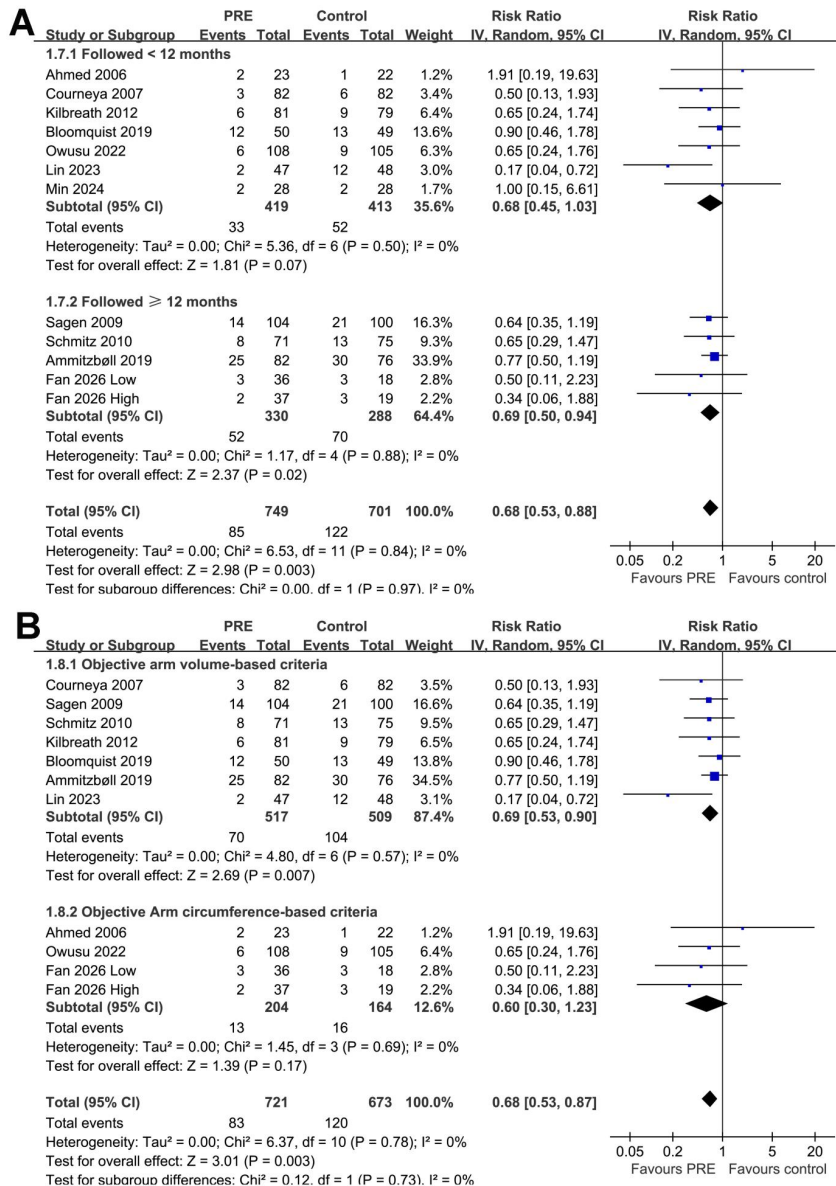 A
PRE Control Risk Ratio Risk Ratio
Study or Subgroup Events Total Events Total Weight IV, Random, 95% CI IV, Random, 95% CI
1.7.1 Followed < 12 months
Ahmed 2006 2 23 1 22 1.2% 1.91 [0.19, 19.63]
Courneya 2007 3 82 6 82 3.4% 0.50 [0.13, 1.93]
Kilbreath 2012 6 81 9 79 6.4% 0.65 [0.24, 1.74]
Bloomquist 2019 12 50 13 49 13.6% 0.90 [0.46, 1.78]
Owusu 2022 6 108 9 105 6.3% 0.65 [0.24, 1.76]
Lin 2023 2 47 12 48 3.0% 0.17 [0.04, 0.72]
Min 2024 2 28 2 28 1.7% 1.00 [0.15, 6.61]
Subtotal (95% CI) 419 413 35.6% 0.68 [0.45, 1.03]
Total events 33 52
Heterogeneity: Tau² = 0.00; Chi² = 5.36, df = 6 (P = 0.50); I² = 0%
Test for overall effect: Z = 1.81 (P = 0.07)
1.7.2 Followed ⩾ 12 months
Sagen 2009 14 104 21 100 16.3% 0.64 [0.35, 1.19]
Schmitz 2010 8 71 13 75 9.3% 0.65 [0.29, 1.47]
Ammitzbøll 2019 25 82 30 76 33.9% 0.77 [0.50, 1.19]
Fan 2026 Low 3 36 3 18 2.8% 0.50 [0.11, 2.23]
Fan 2026 High 2 37 3 19 2.2% 0.34 [0.06, 1.88]
Subtotal (95% CI) 330 288 64.4% 0.69 [0.50, 0.94]
Total events 52 70
Heterogeneity: Tau² = 0.00; Chi² = 1.17, df = 4 (P = 0.88); I² = 0%
Test for overall effect: Z = 2.37 (P = 0.02)
Total (95% CI) 749 701 100.0% 0.68 [0.53, 0.88]
Total events 85 122
Heterogeneity: Tau² = 0.00; Chi² = 6.53, df = 11 (P = 0.84); I² = 0%
Test for overall effect: Z = 2.98 (P = 0.003)
Test for subgroup differences: Chi² = 0.00, df = 1 (P = 0.97), I² = 0%
0.05 0.2 1 5 20
Favours PRE Favours control
B
PRE Control Risk Ratio Risk Ratio
Study or Subgroup Events Total Events Total Weight IV, Random, 95% CI IV, Random, 95% CI
1.8.1 Objective arm volume-based criteria
Courneya 2007 3 82 6 82 3.5% 0.50 [0.13, 1.93]
Sagen 2009 14 104 21 100 16.6% 0.64 [0.35, 1.19]
Schmitz 2010 8 71 13 75 9.5% 0.65 [0.29, 1.47]
Kilbreath 2012 6 81 9 79 6.5% 0.65 [0.24, 1.74]
Bloomquist 2019 12 50 13 49 13.8% 0.90 [0.46, 1.78]
Ammitzbøll 2019 25 82 30 76 34.5% 0.77 [0.50, 1.19]
Lin 2023 2 47 12 48 3.1% 0.17 [0.04, 0.72]
Subtotal (95% CI) 517 509 87.4% 0.69 [0.53, 0.90]
Total events 70 104
Heterogeneity: Tau² = 0.00; Chi² = 4.80, df = 6 (P = 0.57); I² = 0%
Test for overall effect: Z = 2.69 (P = 0.007)
1.8.2 Objective Arm circumference-based criteria
Ahmed 2006 2 23 1 22 1.2% 1.91 [0.19, 19.63]
Owusu 2022 6 108 9 105 6.4% 0.65 [0.24, 1.76]
Fan 2026 Low 3 36 3 18 2.8% 0.50 [0.11, 2.23]
Fan 2026 High 2 37 3 19 2.2% 0.34 [0.06, 1.88]
Subtotal (95% CI) 204 164 12.6% 0.60 [0.30, 1.23]
Total events 13 16
Heterogeneity: Tau² = 0.00; Chi² = 1.45, df = 3 (P = 0.69); I² = 0%
Test for overall effect: Z = 1.39 (P = 0.17)
Total (95% CI) 721 673 100.0% 0.68 [0.53, 0.87]
Total events 83 120
Heterogeneity: Tau² = 0.00; Chi² = 6.37, df = 10 (P = 0.78); I² = 0%
Test for overall effect: Z = 3.01 (P = 0.003)
Test for subgroup differences: Chi² = 0.12, df = 1 (P = 0.73), I² = 0%
0.05 0.2 1 5 20
Favours PRE Favours control